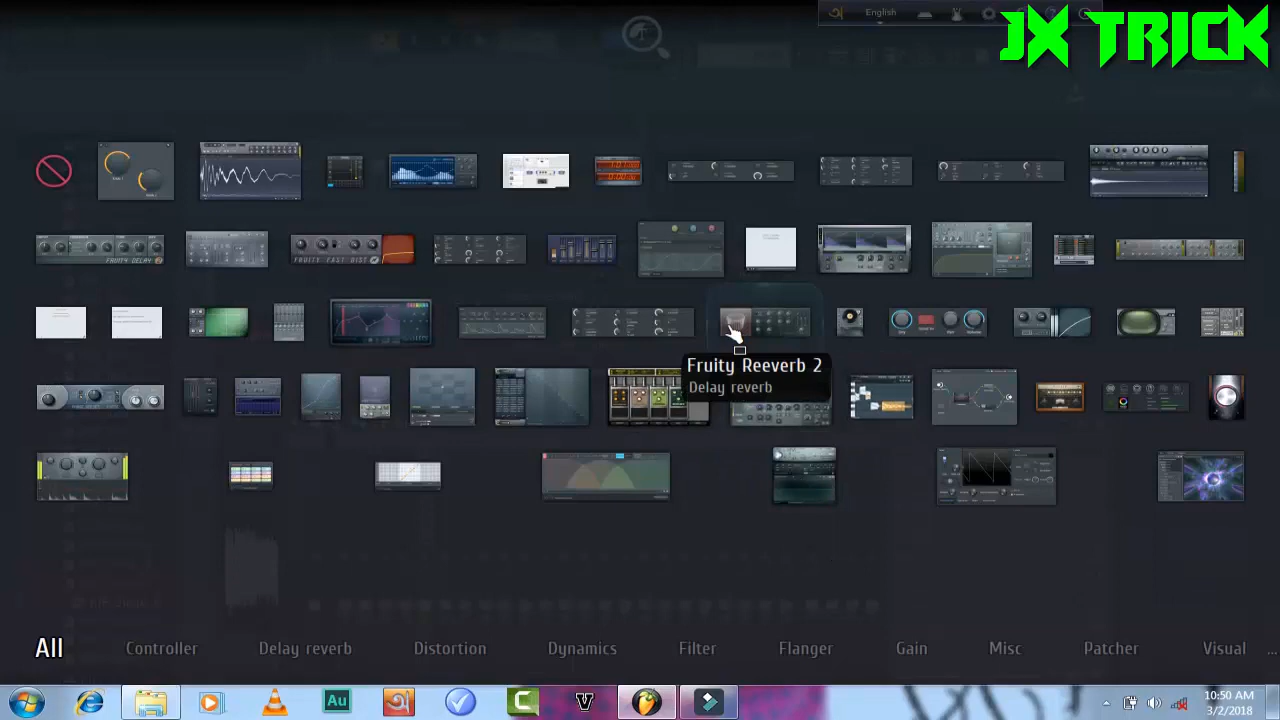 English
JX TRICK
FRUITY DELAY
FRUITY FAST DIST
Fruity Reeverb 2
Delay reverb
All
Controller
Delay reverb
Distortion
Dynamics
Filter
Flanger
Gain
Misc
Patcher
Visual
...
Au
10:50 AM
3/2/2018